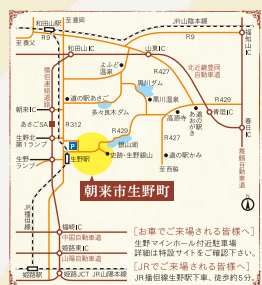 和田山駅
至豊岡
JR山陰本線
至養父
R9
R9
福知山IC
和田山IC
山東IC
よふど
温泉
北近畿豊岡
自動車道
播但連絡道路
黒川ダム
道の駅あさご
R429
朝来IC
多々良木ダム
黒川温泉
青垣IC
あさごSA
R312
高源寺
道の駅
あおがき
春日IC
生野北
第1ランプ
R429
R427
P
銀山湖
生野
ランプ
生野駅
史跡・生野銀山
道の駅かみ
R427
至西脇
舞鶴自動車道
朝来市生野町
JR播但線
福崎IC
中国自動車道
姫路東IC
山陽自動車道
姫路駅
姫路JCT
JR山陽本線
[お車でご来場される皆様へ]
生野マインホール付近駐車場
詳細は特設サイトをご確認下さい。
[JRでご来場される皆様へ]
JR播但線生野駅下車、徒歩約5分。